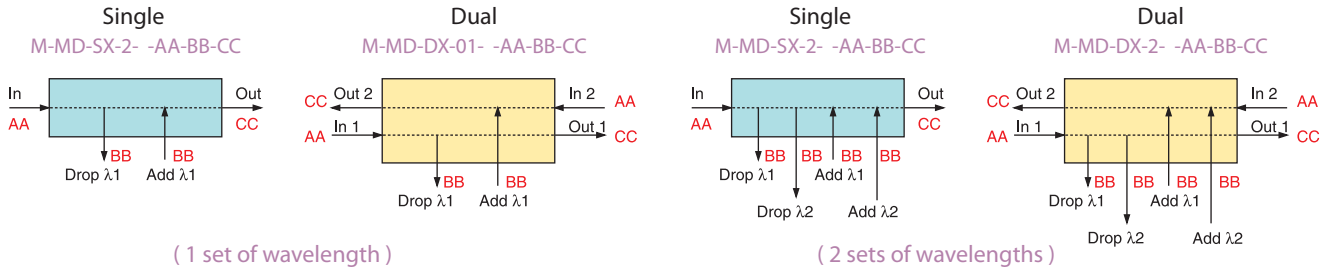 Single
M-MD-SX-2- -AA-BB-CC
In
Out
AA
CC
BB
BB
Drop λ1
Add λ1
Dual
M-MD-DX-01- -AA-BB-CC
CC
Out 2
In 2
AA
AA
In 1
Out 1
CC
BB
BB
Drop λ1
Add λ1
( 1 set of wavelength )
Single
M-MD-SX-2- -AA-BB-CC
In
Out
AA
CC
BB
BB
BB
BB
Drop λ1
Add λ1
Drop λ2
Add λ2
Dual
M-MD-DX-2- -AA-BB-CC
CC
Out 2
In 2
AA
AA
In 1
Out 1
CC
BB
BB
BB
BB
Drop λ1
Add λ1
Drop λ2
Add λ2
( 2 sets of wavelengths )